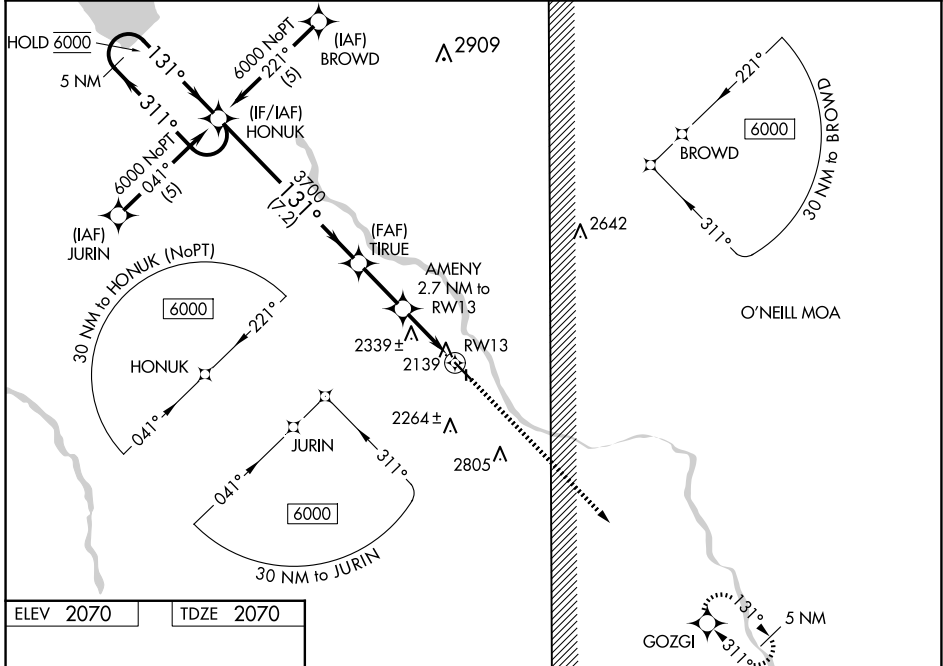 HOLD 6000
5 NM
131°
311°
6000 NoPT
221°
(5)
(IAF)
BROWD
2909
(IF/IAF)
HONUK
6000 NoPT
041°
(5)
(IAF)
JURIN
3700
131°
(7.2)
(FAF)
TIRUE
AMENY
2.7 NM to
RW13
RW13
2339 ±
2139
2264 ±
2805
2642
O'NEILL MOA
221°
6000
BROWD
311°
30 NM to BROWD
30 NM to HONUK (NoPT)
6000
221°
HONUK
041°
JURIN
041°
311°
6000
30 NM to JURIN
ELEV 2070
TDZE 2070
GOZGI
131°
311°
5 NM